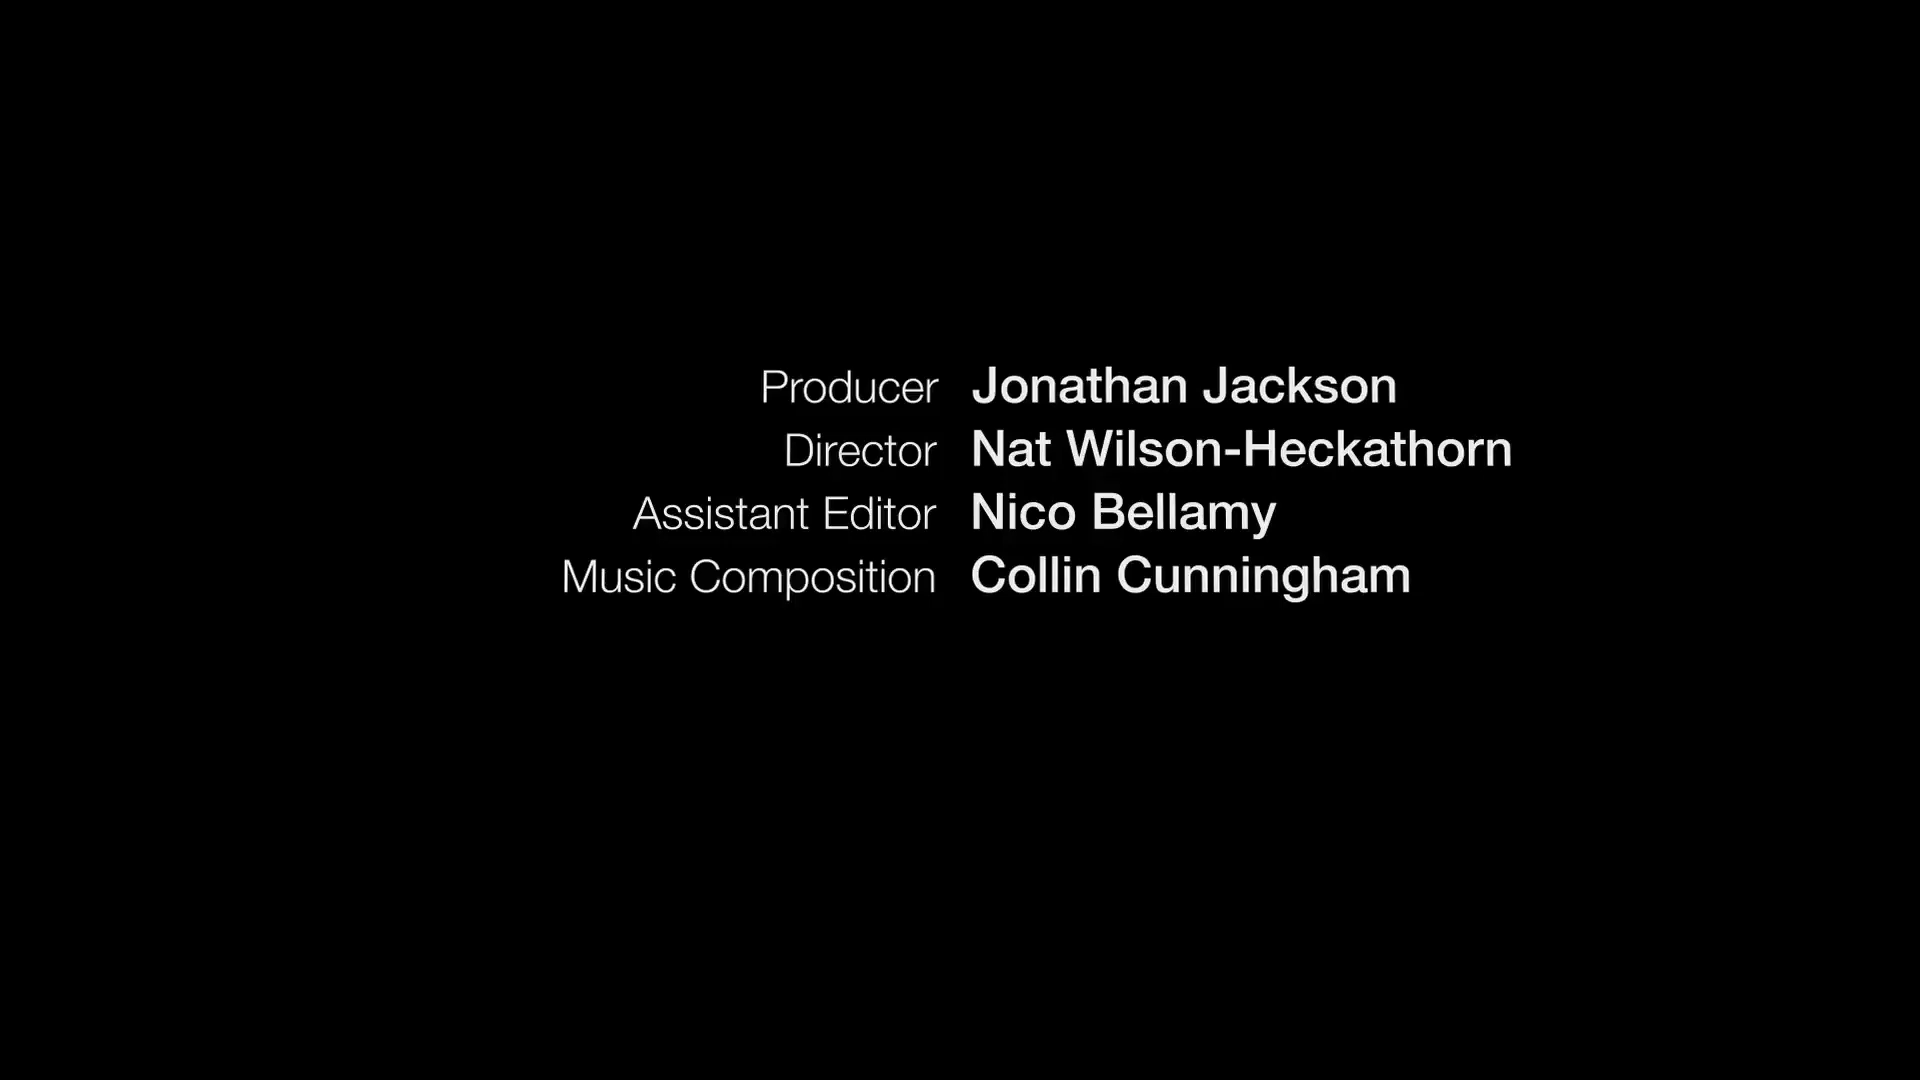 Producer Jonathan Jackson
Director Nat Wilson-Heckathorn
Assistant Editor Nico Bellamy
Music Composition Collin Cunningham